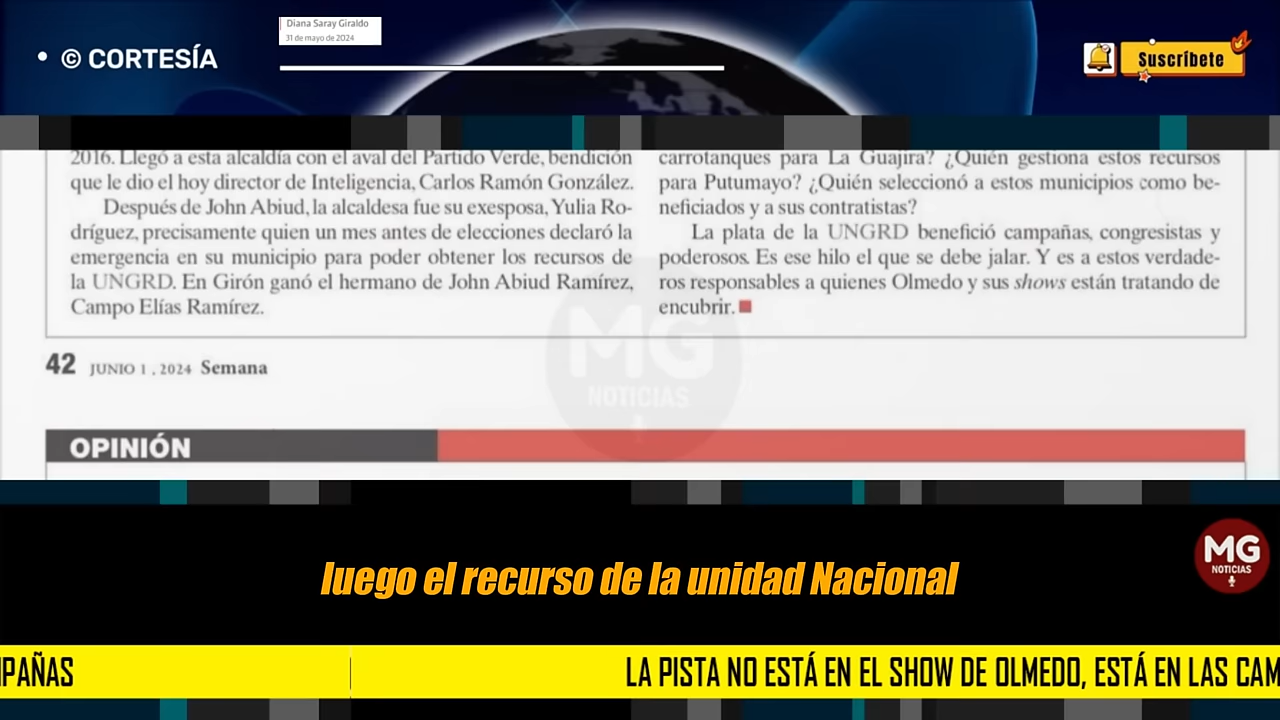 Diana Saray Giraldo
31 de mayo de 2024
• © CORTESÍA
Suscríbete
2016. Llegó a esta alcaldía con el aval del Partido Verde, bendición
que le dio el hoy director de Inteligencia, Carlos Ramón González.
Después de John Abiud, la alcaldesa fue su exesposa, Yulia Ro-
dríguez, precisamente quien un mes antes de elecciones declaró la
emergencia en su municipio para poder obtener los recursos de
la UNGRD. En Girón ganó el hermano de John Abiud Ramírez,
Campo Elías Ramírez.
carrotanques para La Guajira? ¿Quién gestiona estos recursos
para Putumayo? ¿Quién seleccionó a estos municipios como be-
neficiados y a sus contratistas?
La plata de la UNGRD benefició campañas, congresistas y
poderosos. Es ese hilo el que se debe jalar. Y es a estos verdade-
ros responsables a quienes Olmedo y sus shows están tratando de
encubrir.
MG
NOTICIAS
42 JUNIO 1, 2024 Semana
OPINIÓN
luego el recurso de la unidad Nacional
MG
NOTICIAS
MPAÑAS
LA PISTA NO ESTÁ EN EL SHOW DE OLMEDO, ESTÁ EN LAS CAM